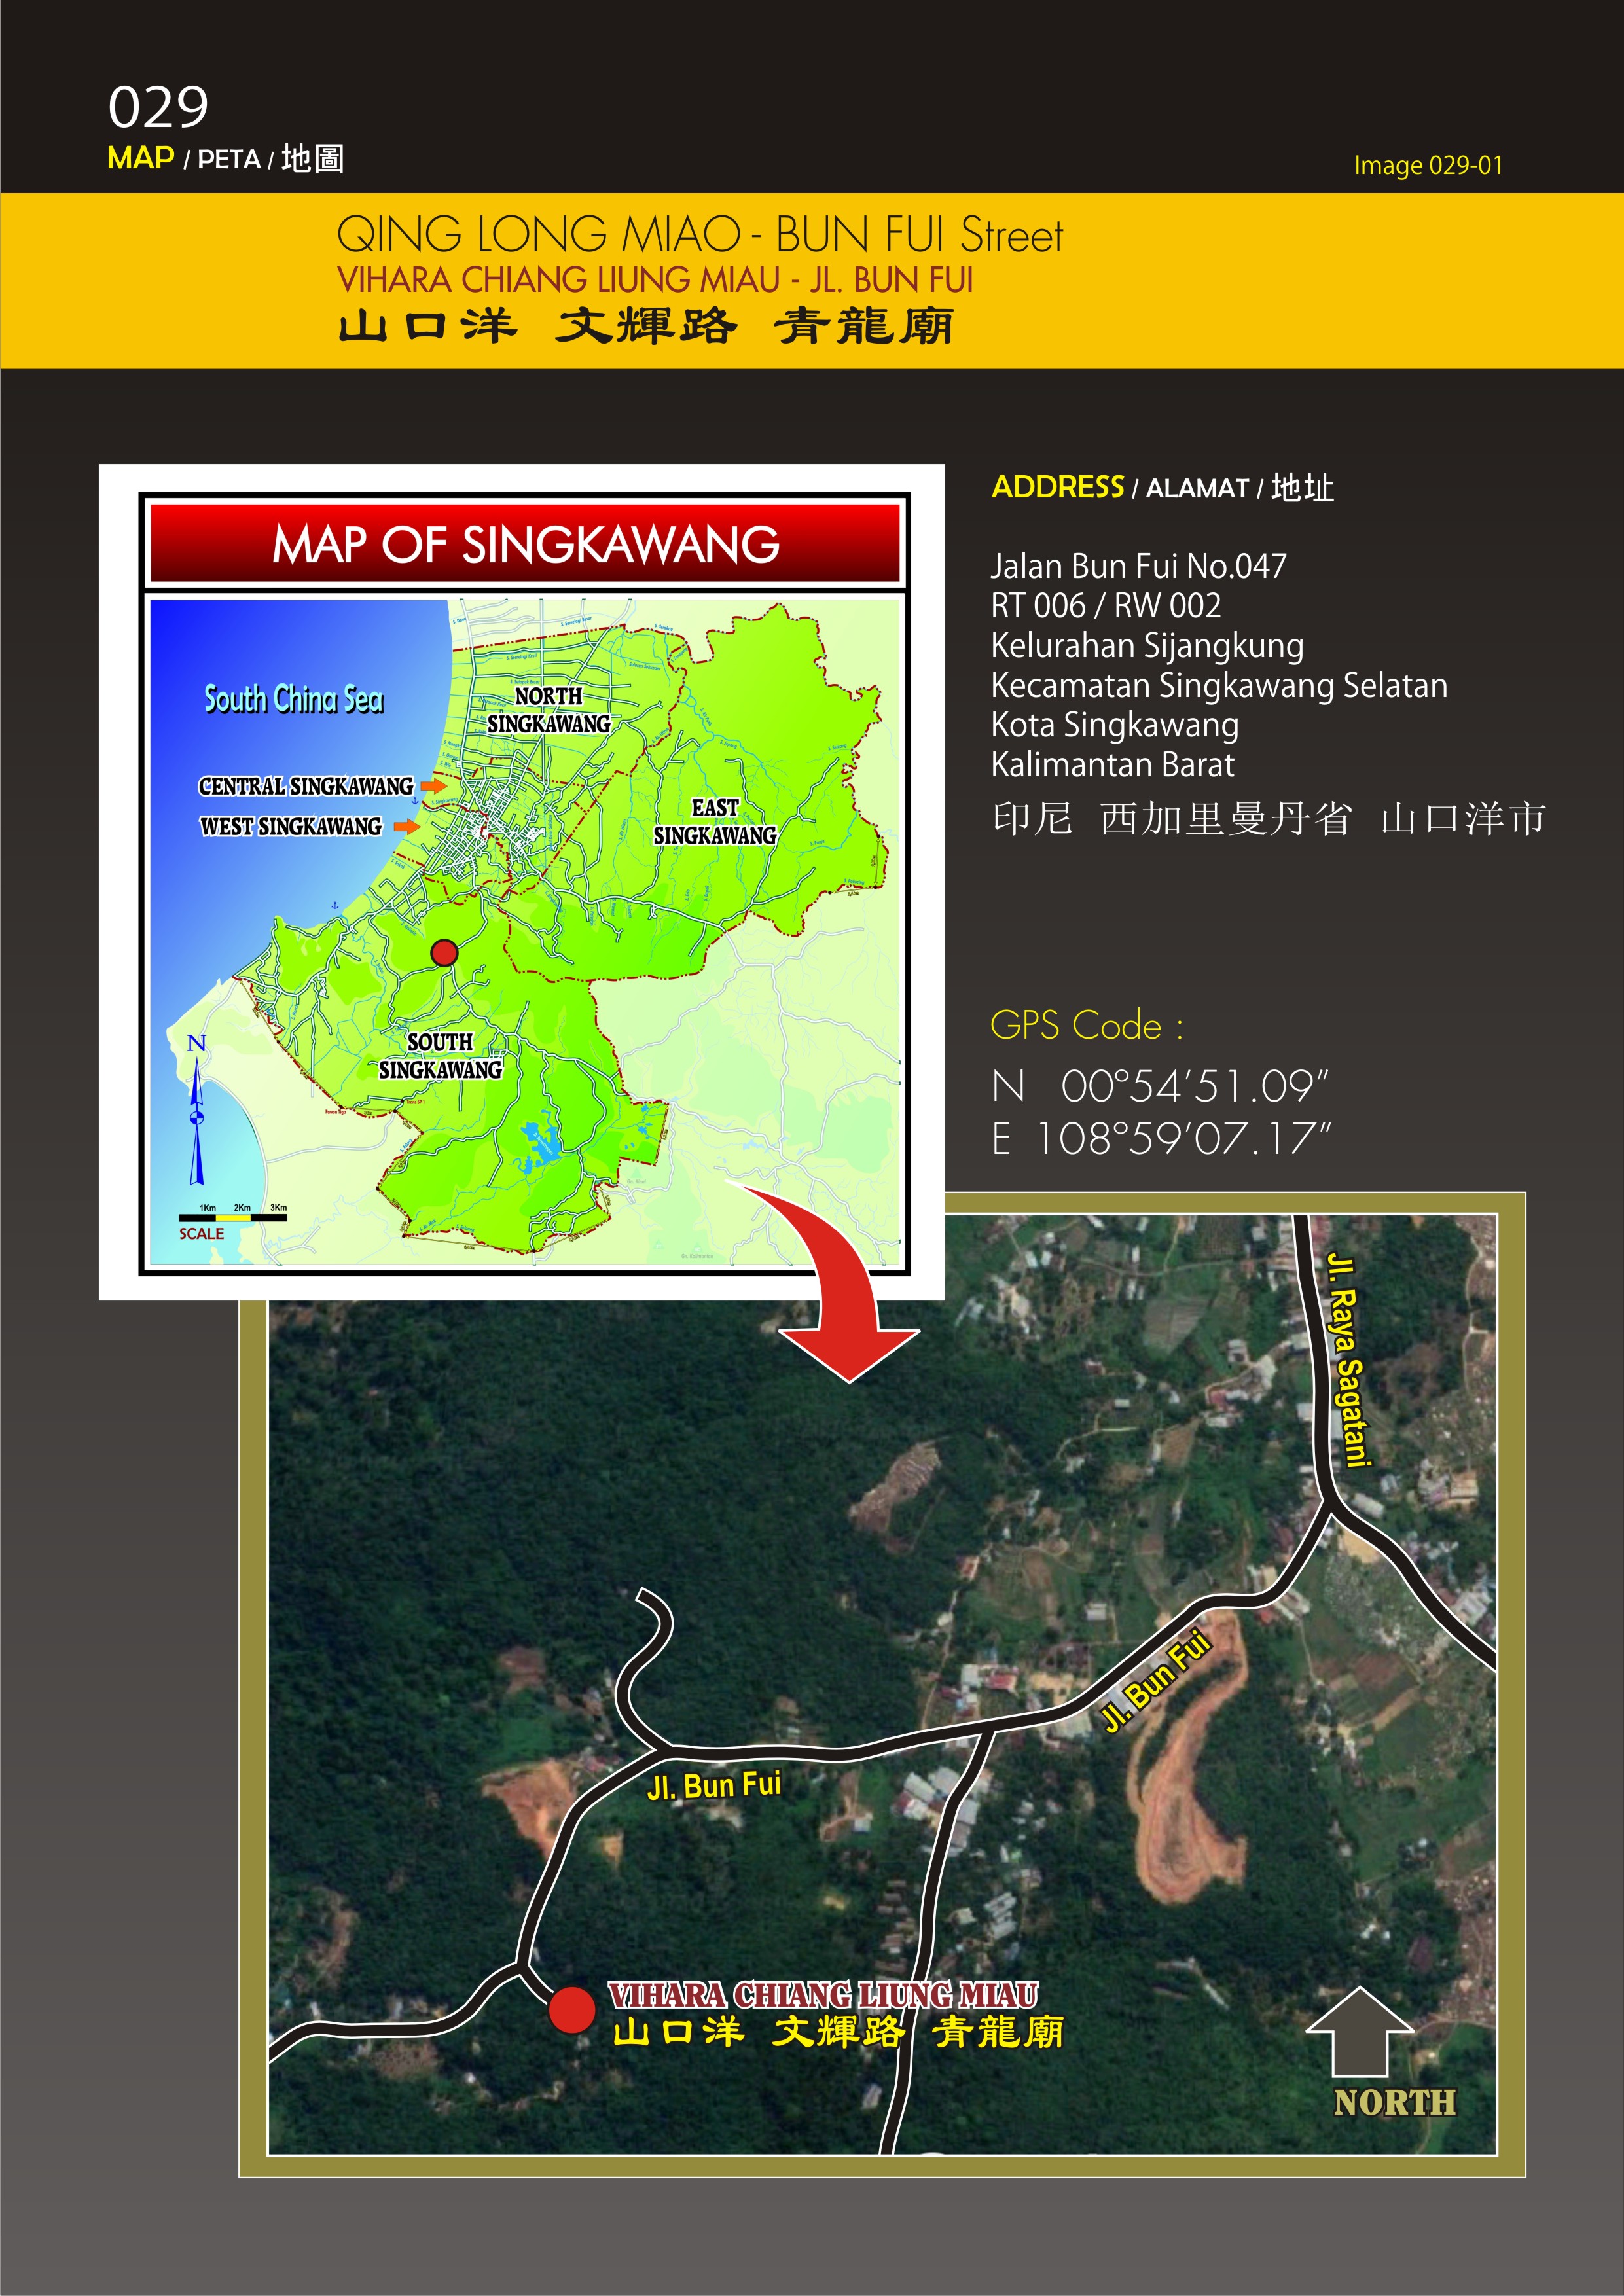 029
MAP / PETA / 地圖
Image 029-01
QING LONG MIAO - BUN FUI Street
VIHARA CHIANG LIUNG MIAU - JL. BUN FUI
山口洋 文輝路 青龍廟
MAP OF SINGKAWANG
South China Sea
NORTH
SINGKAWANG
CENTRAL SINGKAWANG
WEST SINGKAWANG
EAST
SINGKAWANG
SOUTH
SINGKAWANG
N
1Km 2Km 3Km
SCALE
ADDRESS / ALAMAT / 地址
Jalan Bun Fui No.047
RT 006 / RW 002
Kelurahan Sijangkung
Kecamatan Singkawang Selatan
Kota Singkawang
Kalimantan Barat
印尼 西加里曼丹省 山口洋市
GPS Code :
N 00°54'51.09"
E 108°59'07.17"
Jl. Raya Sagatani
Jl. Bun Fui
Jl. Bun Fui
VIHARA CHIANG LIUNG MIAU
山口洋 文輝路 青龍廟
NORTH